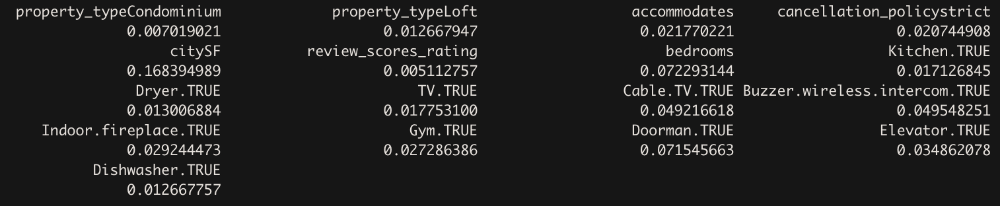 property_typeCondominium property_typeLoft accommodates cancellation_policystrict
0.007019021 0.012667947 0.021770221 0.020744908
citySF review_scores_rating bedrooms Kitchen.TRUE
0.168394989 0.005112757 0.072293144 0.017126845
Dryer.TRUE TV.TRUE Cable.TV.TRUE Buzzer.wireless.intercom.TRUE
0.013006884 0.017753100 0.049216618 0.049548251
Indoor.fireplace.TRUE Gym.TRUE Doorman.TRUE Elevator.TRUE
0.029244473 0.027286386 0.071545663 0.034862078
Dishwasher.TRUE
0.012667757